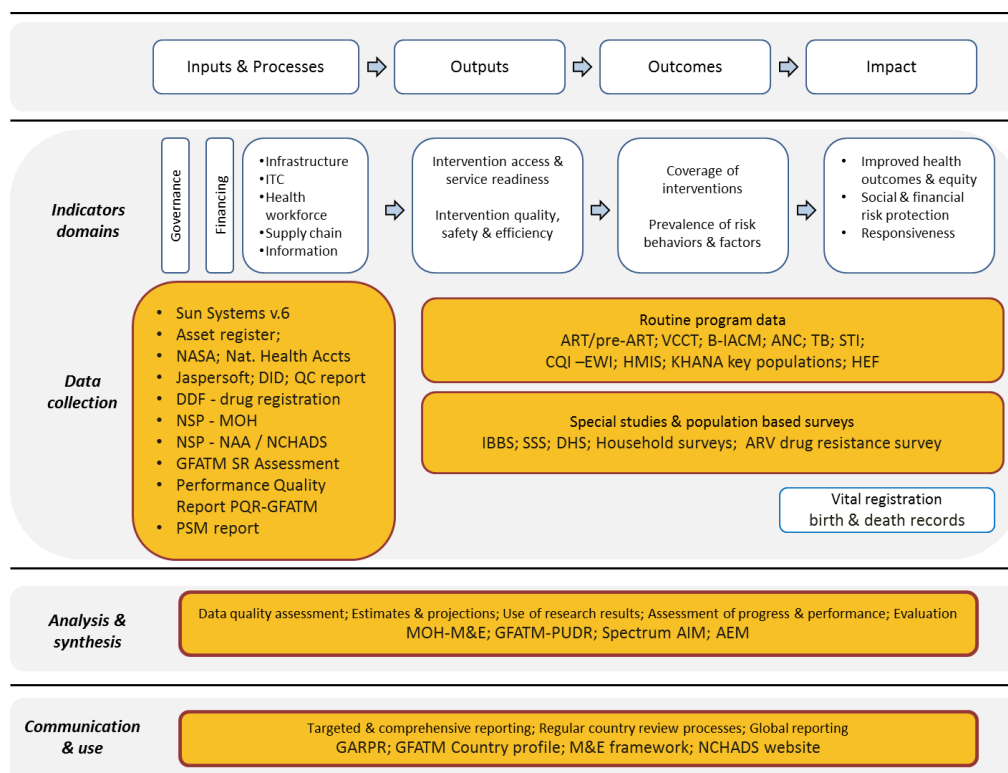 Inputs & Processes
Outputs
Outcomes
Impact
Indicators
domains
Governance
Financing
•Infrastructure
•ITC
•Health
workforce
•Supply chain
•Information
Intervention access &
service readiness
Intervention quality,
safety & efficiency
Coverage of
interventions
Prevalence of risk
behaviors & factors
• Improved health
outcomes & equity
• Social & financial
risk protection
• Responsiveness
Data
collection
• Sun Systems v.6
• Asset register;
• NASA; Nat. Health Accts
• Jaspersoft; DID; QC report
• DDF - drug registration
• NSP - MOH
• NSP - NAA / NCHADS
• GFATM SR Assessment
• Performance Quality
Report PQR-GFATM
• PSM report
Routine program data
ART/pre-ART; VCCT; B-IACM; ANC; TB; STI;
CQI –EWI; HMIS; KHANA key populations; HEF
Special studies & population based surveys
IBBS; SSS; DHS; Household surveys; ARV drug resistance survey
Vital registration
birth & death records
Analysis &
synthesis
Data quality assessment; Estimates & projections; Use of research results; Assessment of progress & performance; Evaluation
MOH-M&E; GFATM-PUDR; Spectrum AIM; AEM
Communication
& use
Targeted & comprehensive reporting; Regular country review processes; Global reporting
GARPR; GFATM Country profile; M&E framework; NCHADS website